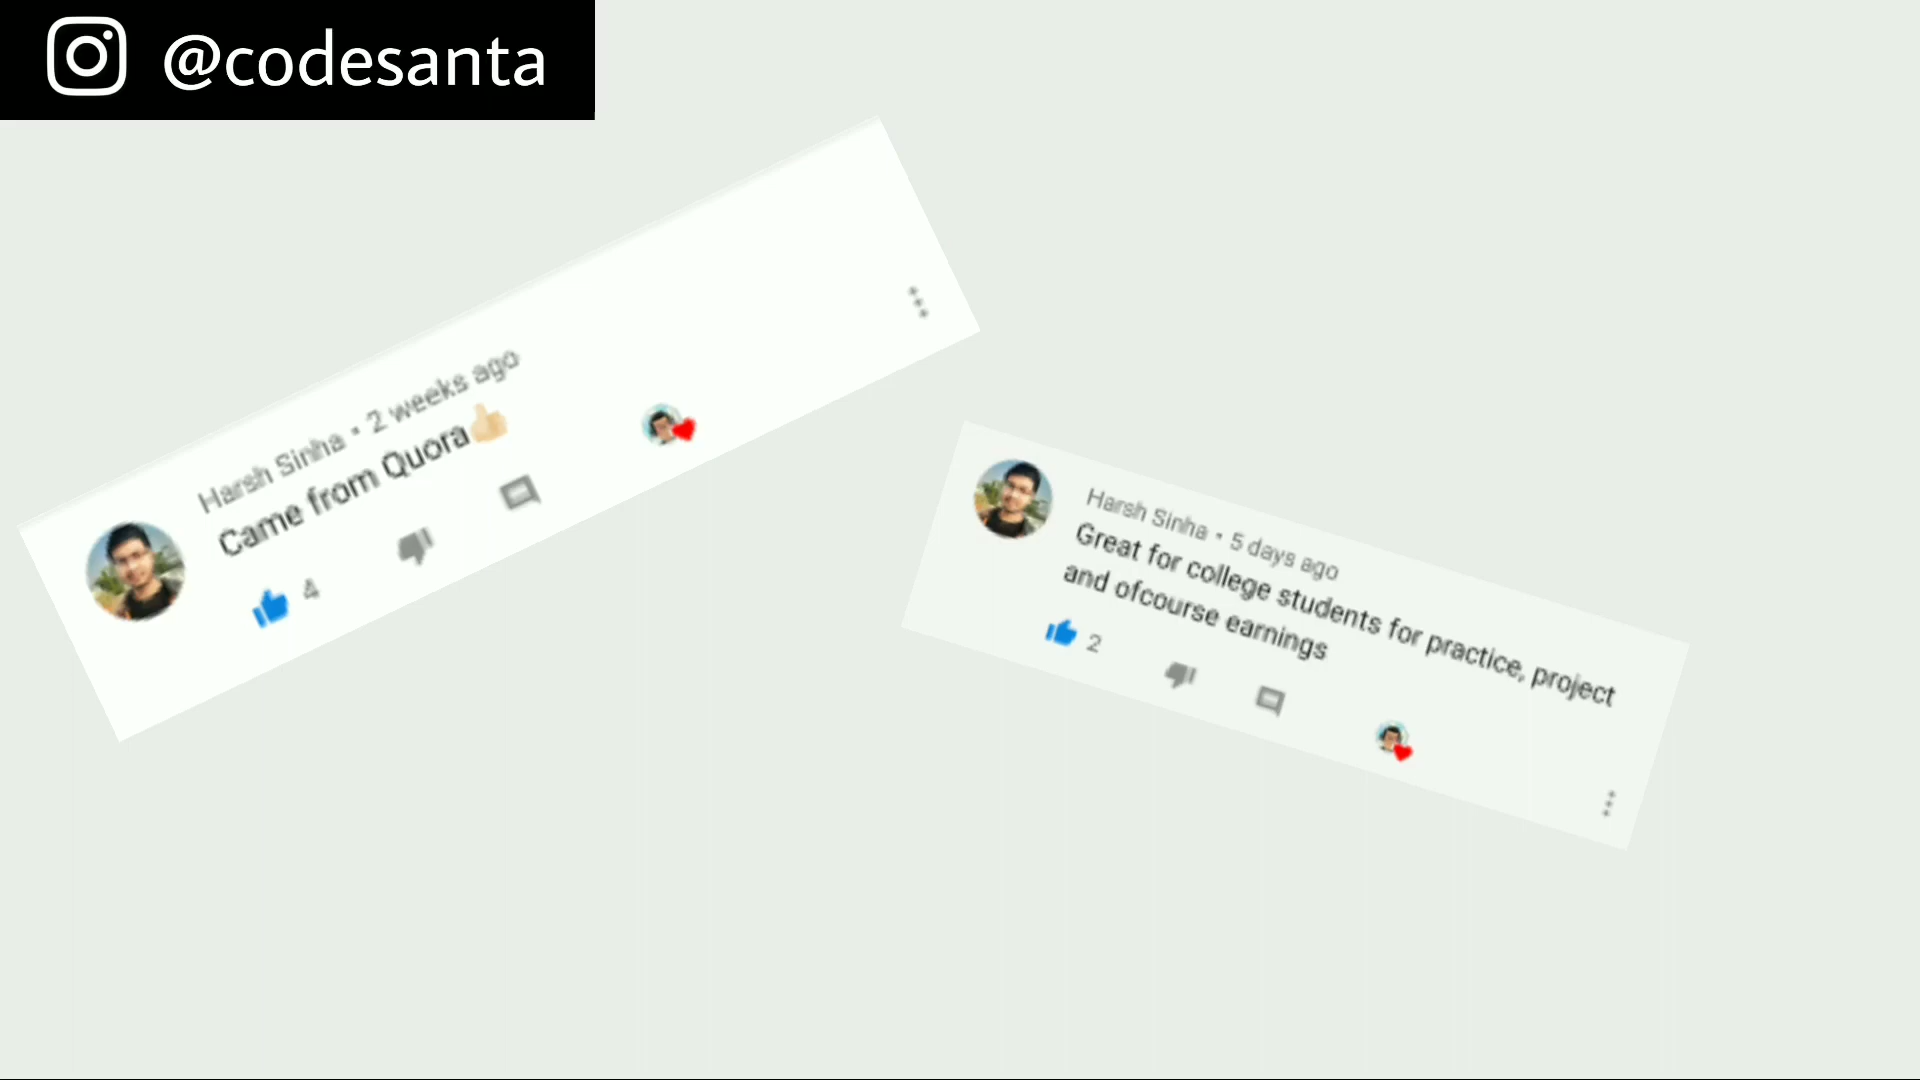 @codesanta
Harsh Sinha • 2 weeks ago
Came from Quora👍🏼
4
Harsh Sinha • 5 days ago
Great for college students for practice, project
and ofcourse earnings
2